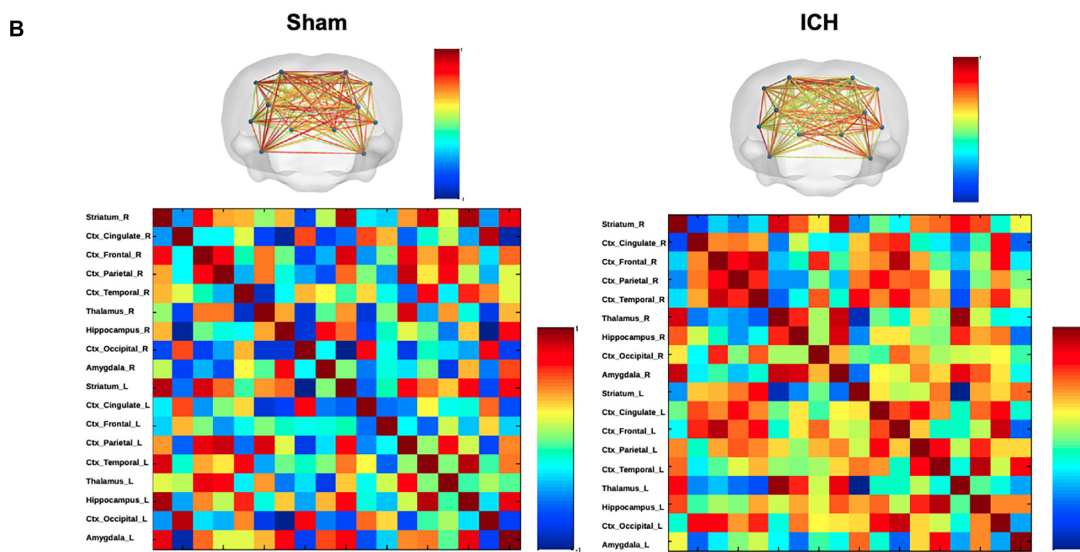 B
Sham
ICH
1
-1
1
Striatum_R
Ctx_Cingulate_R
Ctx_Frontal_R
Ctx_Parietal_R
Ctx_Temporal_R
Thalamus_R
Hippocampus_R
Ctx_Occipital_R
Amygdala_R
Striatum_L
Ctx_Cingulate_L
Ctx_Frontal_L
Ctx_Parietal_L
Ctx_Temporal_L
Thalamus_L
Hippocampus_L
Ctx_Occipital_L
Amygdala_L
1
-1
Striatum_R
Ctx_Cingulate_R
Ctx_Frontal_R
Ctx_Parietal_R
Ctx_Temporal_R
Thalamus_R
Hippocampus_R
Ctx_Occipital_R
Amygdala_R
Striatum_L
Ctx_Cingulate_L
Ctx_Frontal_L
Ctx_Parietal_L
Ctx_Temporal_L
Thalamus_L
Hippocampus_L
Ctx_Occipital_L
Amygdala_L